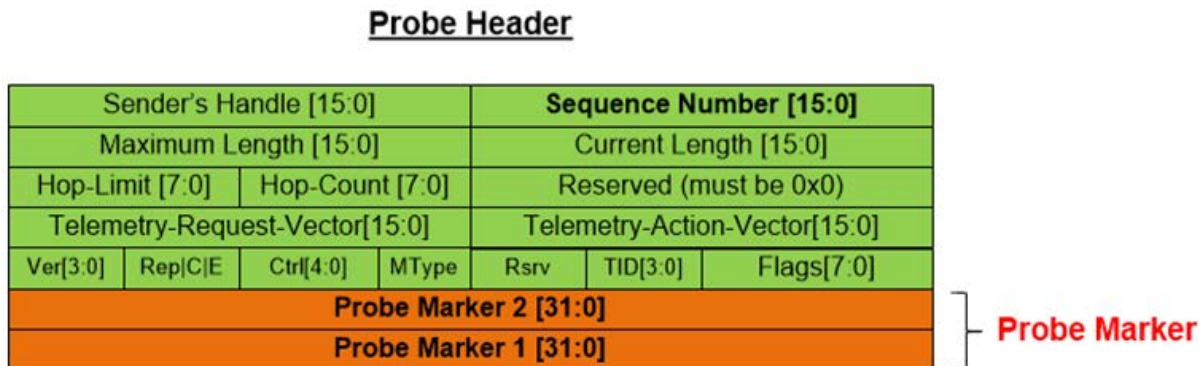 Probe Header
Sender's Handle [15:0] Sequence Number [15:0]
Maximum Length [15:0] Current Length [15:0]
Hop-Limit [7:0] Hop-Count [7:0] Reserved (must be 0x0)
Telemetry-Request-Vector[15:0] Telemetry-Action-Vector[15:0]
Ver[3:0] Rep|C|E Ctrl[4:0] MType Rsrv TID[3:0] Flags[7:0]
Probe Marker 2 [31:0]
Probe Marker 1 [31:0]
Probe Marker